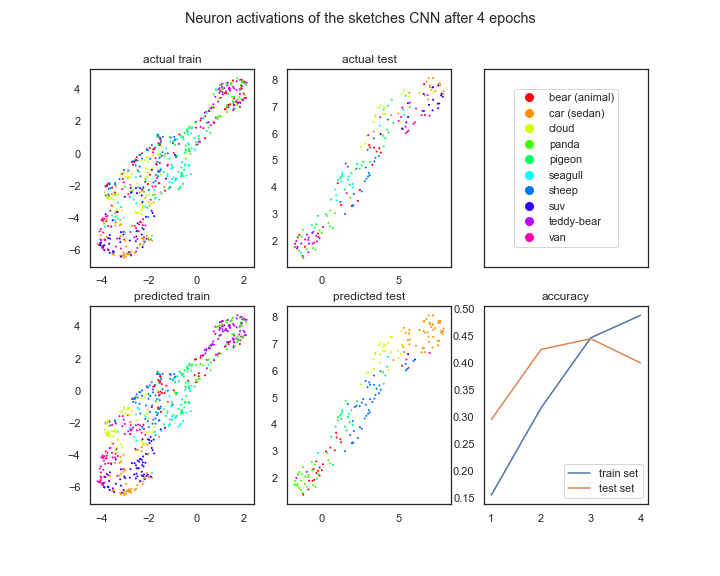 Neuron activations of the sketches CNN after 4 epochs
actual train
4
2
0
−2
−4
−6
−4
−2
0
2
actual test
8
7
6
5
4
3
2
0
5
bear (animal)
car (sedan)
cloud
panda
pigeon
seagull
sheep
suv
teddy-bear
van
predicted train
4
2
0
−2
−4
−6
−4
−2
0
2
predicted test
8
7
6
5
4
3
2
0
5
accuracy
0.50
0.45
0.40
0.35
0.30
0.25
0.20
0.15
train set
test set
1
2
3
4